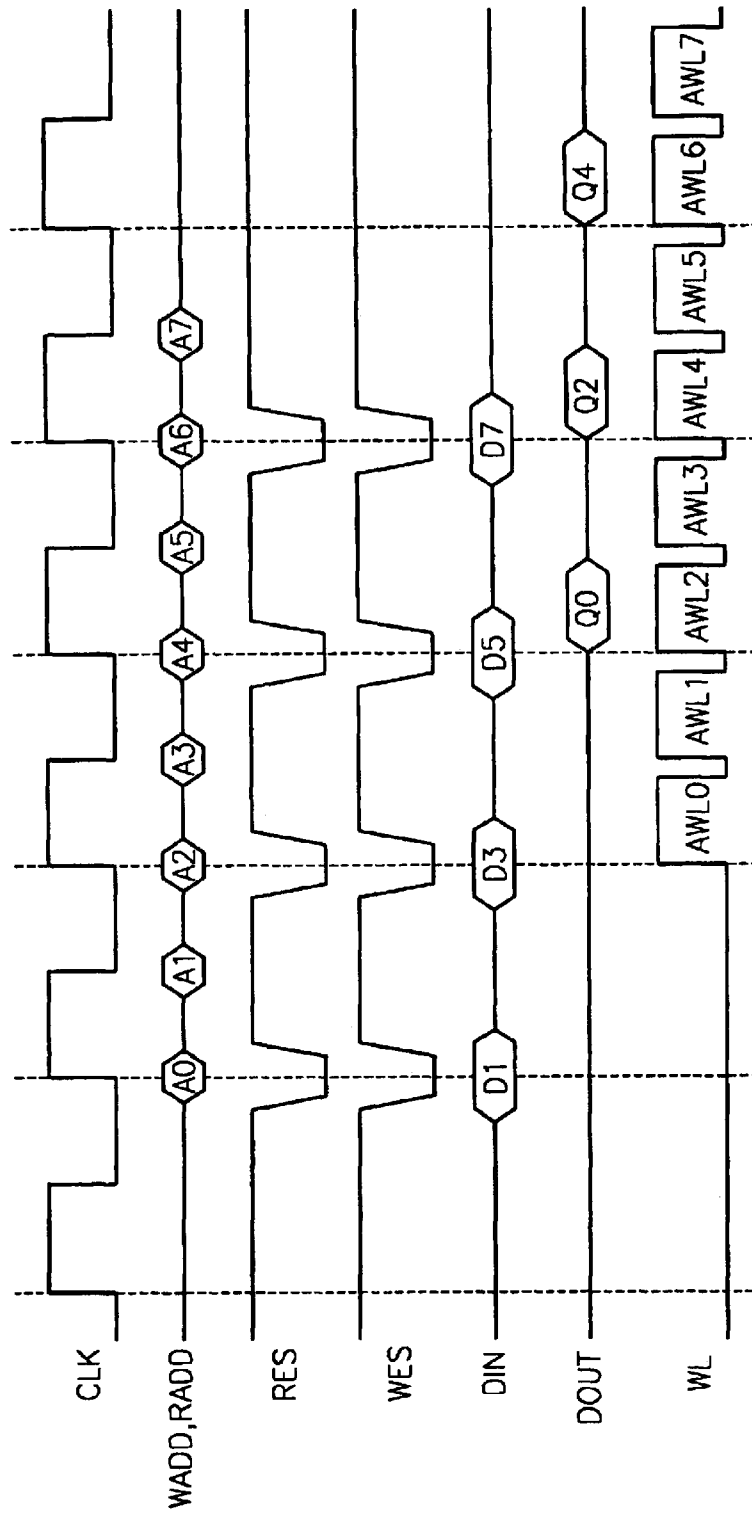 CLK
WADD,RADD
A0 A1 A2 A3 A4 A5 A6 A7
RES
WES
DIN
D1 D3 D5 D7
DOUT
Q0 Q2 Q4
WL
AWL0 AWL1 AWL2 AWL3 AWL4 AWL5 AWL6 AWL7